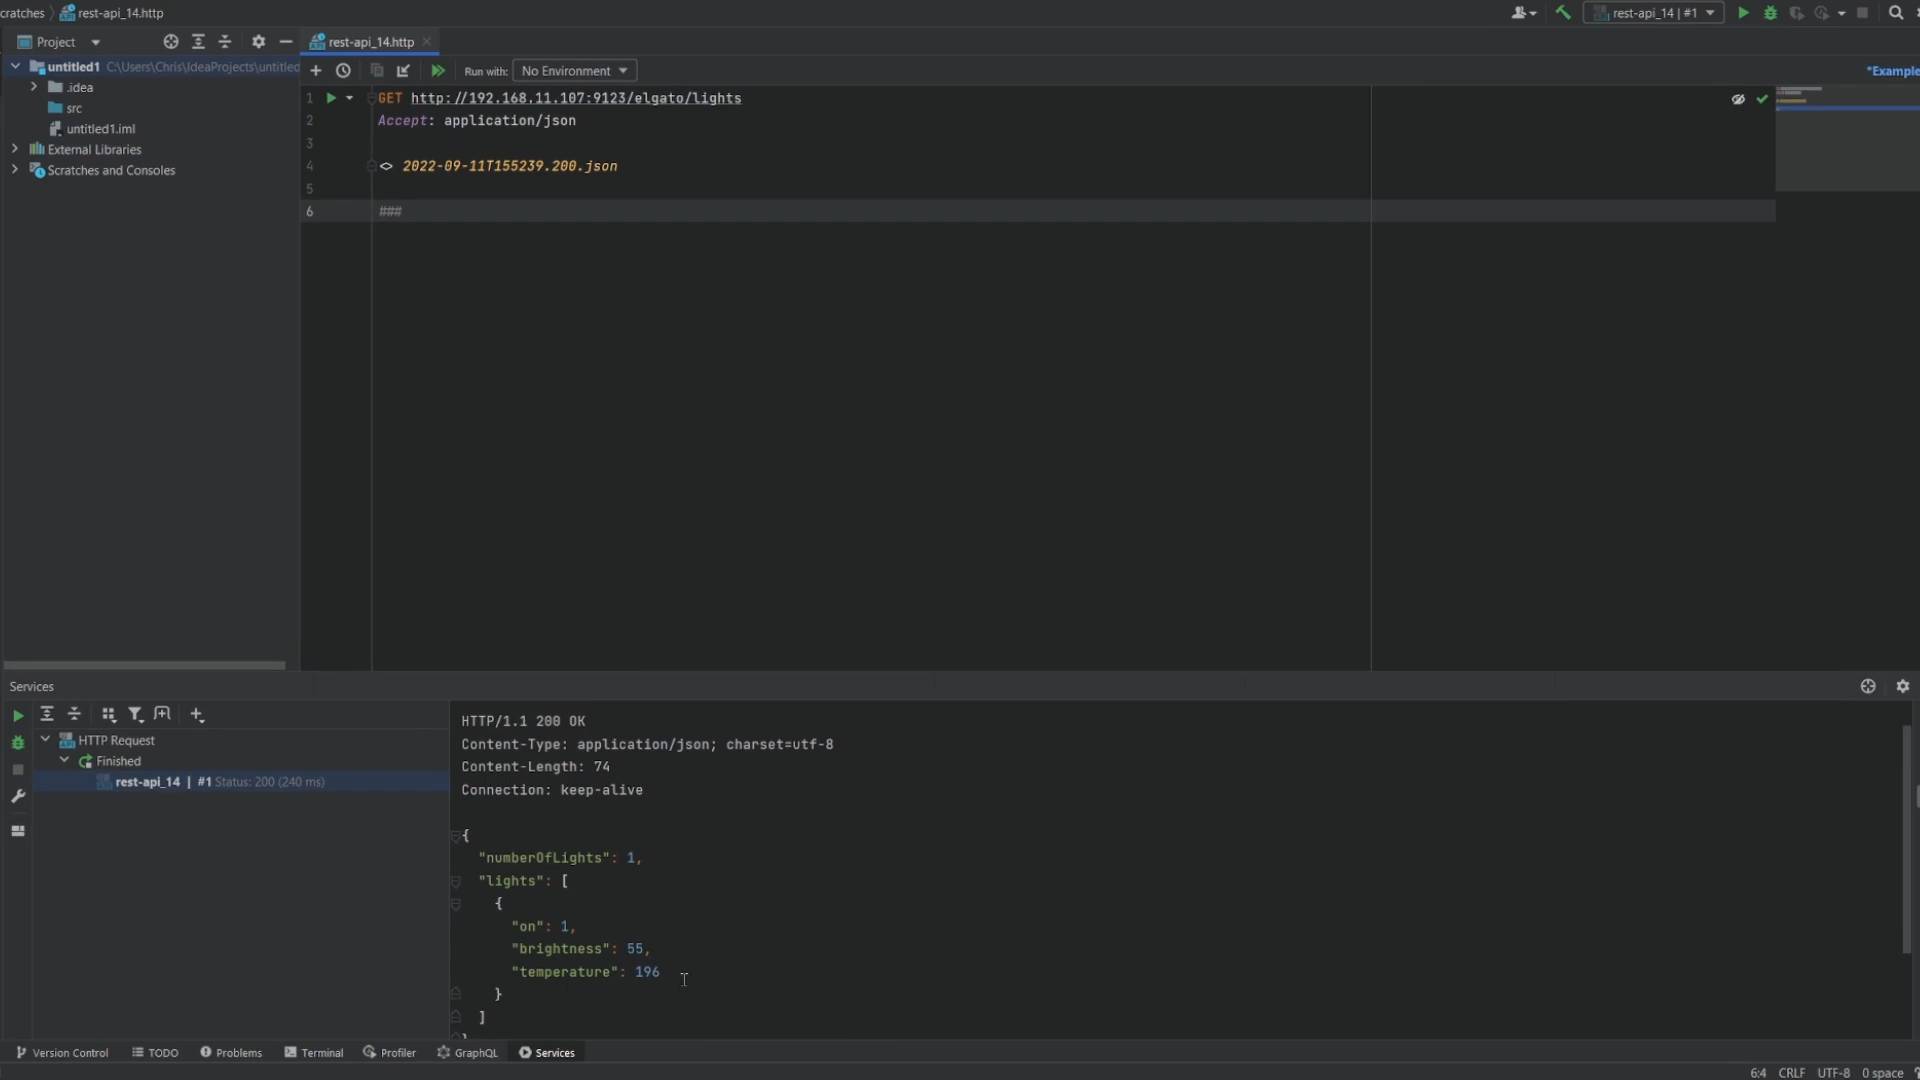 cratches
rest-api_14.http
rest-api_14 | #1
Project
rest-api_14.http
untitled1 C:\Users\Chris\IdeaProjects\untitled
Run with: No Environment
*Example
.idea
src
untitled1.iml
External Libraries
Scratches and Consoles
1 GET http://192.168.11.107:9123/elgato/lights
2 Accept: application/json
3
4 <> 2022-09-11T155239.200.json
5
6 ###
Services
HTTP Request
Finished
rest-api_14 | #1 Status: 200 (240 ms)
HTTP/1.1 200 OK
Content-Type: application/json; charset=utf-8
Content-Length: 74
Connection: keep-alive
{
"numberOfLights": 1,
"lights": [
{
"on": 1,
"brightness": 55,
"temperature": 196
}
]
Version Control
TODO
Problems
Terminal
Profiler
GraphQL
Services
6:4 CRLF UTF-8 0 space